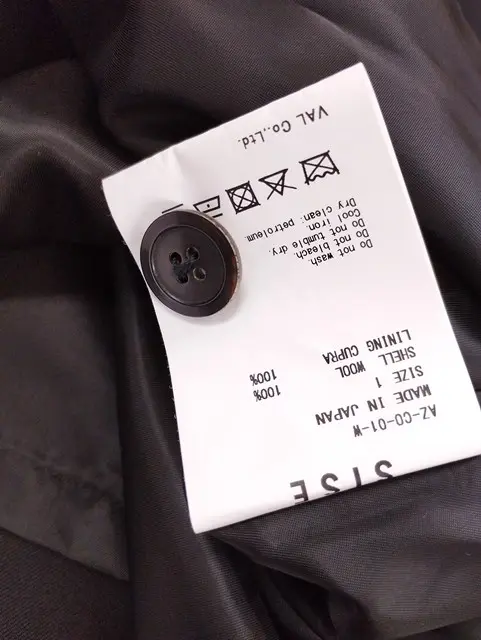 SISE
AZ-CO-01-W
MADE IN JAPAN
SIZE 1
SHELL WOOL 100%
LINING CUPRA 100%
Do not wash.
Do not bleach.
Do not tumble dry.
Cool iron.
Dry clean: petroleum.
VAL Co.,Ltd.